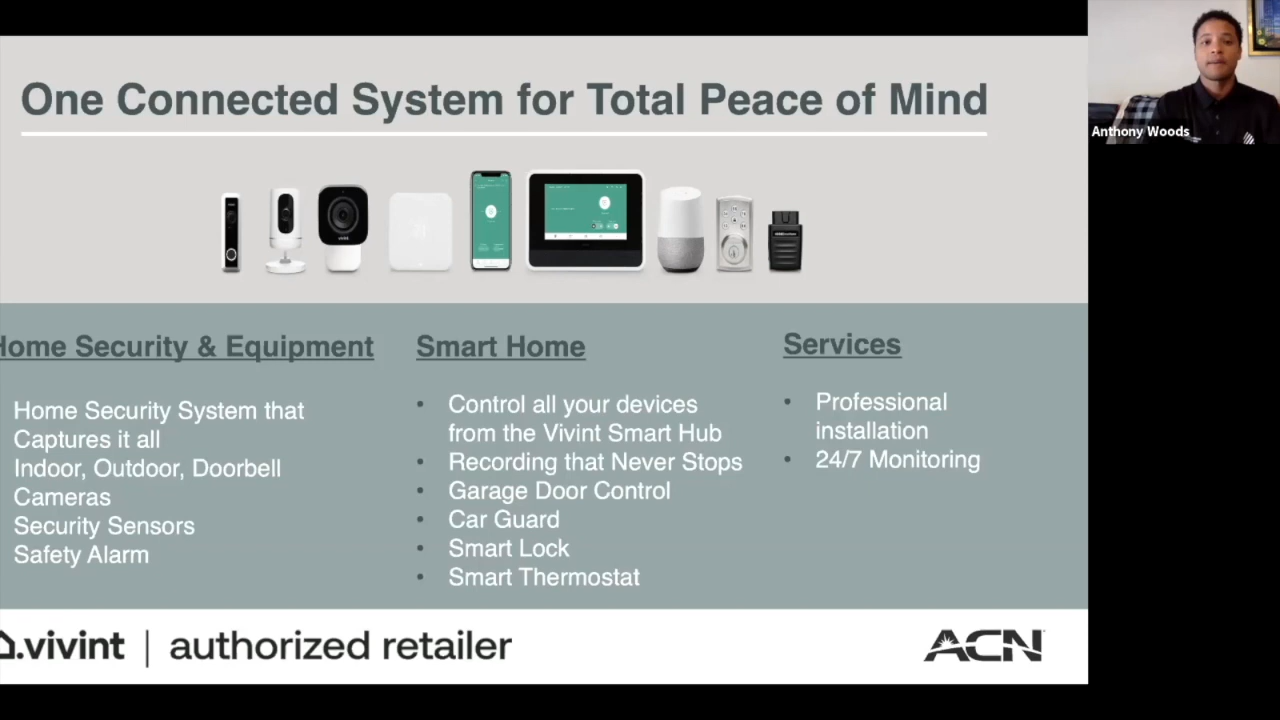 One Connected System for Total Peace of Mind
Anthony Woods
Home Security & Equipment
Home Security System that
Captures it all
Indoor, Outdoor, Doorbell
Cameras
Security Sensors
Safety Alarm
Smart Home
• Control all your devices
from the Vivint Smart Hub
• Recording that Never Stops
• Garage Door Control
• Car Guard
• Smart Lock
• Smart Thermostat
Services
• Professional
installation
• 24/7 Monitoring
.vivint | authorized retailer
ACN